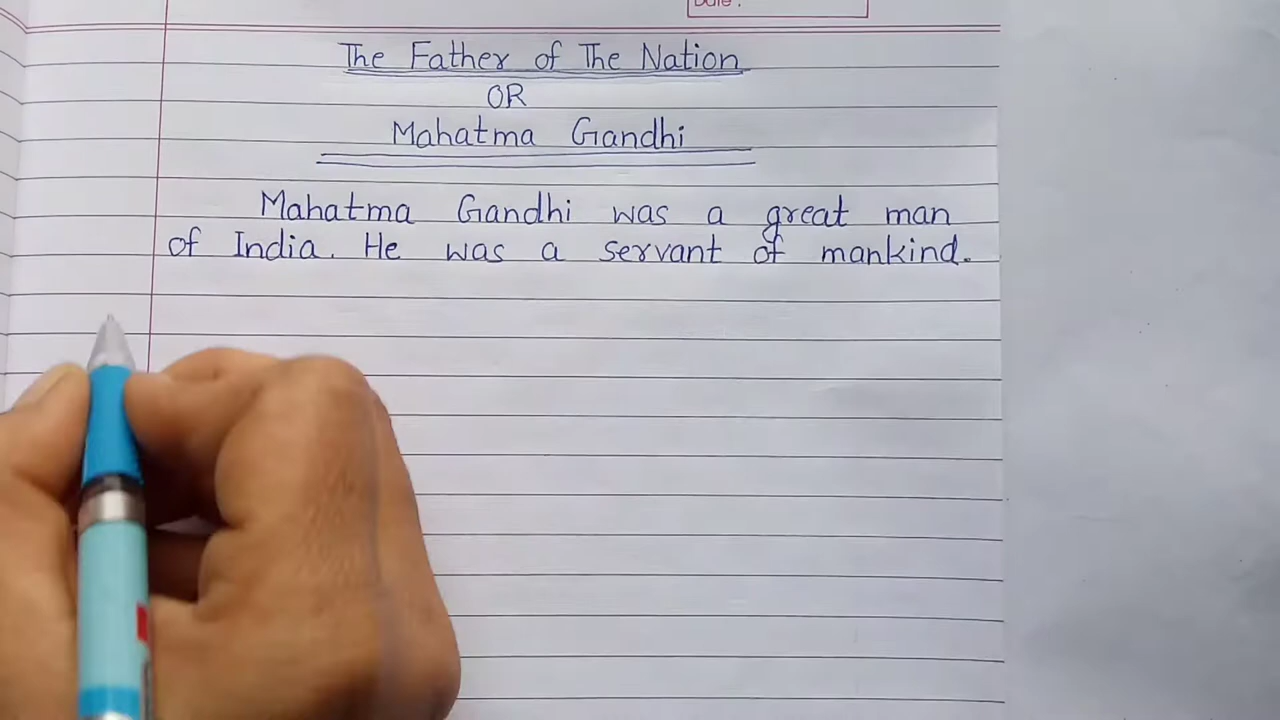 Date :
The Father of The Nation
OR
Mahatma Gandhi
Mahatma Gandhi was a great man
of India. He was a servant of mankind.